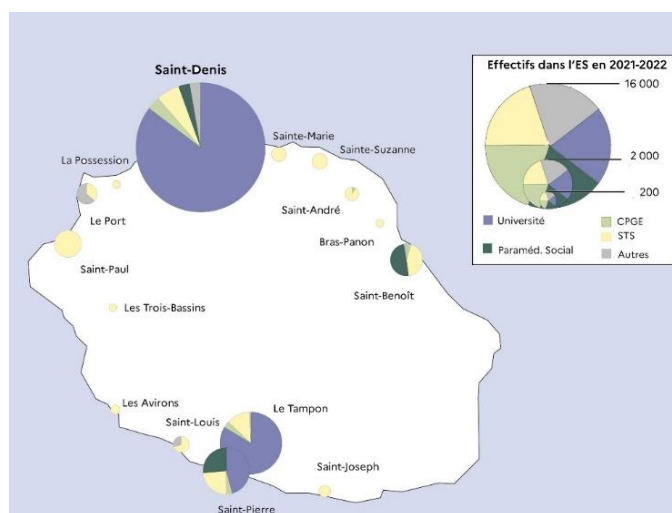 Saint-Denis
Effectifs dans l’ES en 2021-2022
16 000
2 000
200
Université
CPGE
STS
Paraméd. Social
Autres
Sainte-Marie
Sainte-Suzanne
La Possession
Le Port
Saint-André
Bras-Panon
Saint-Paul
Saint-Benoît
Les Trois-Bassins
Les Avirons
Le Tampon
Saint-Louis
Saint-Joseph
Saint-Pierre